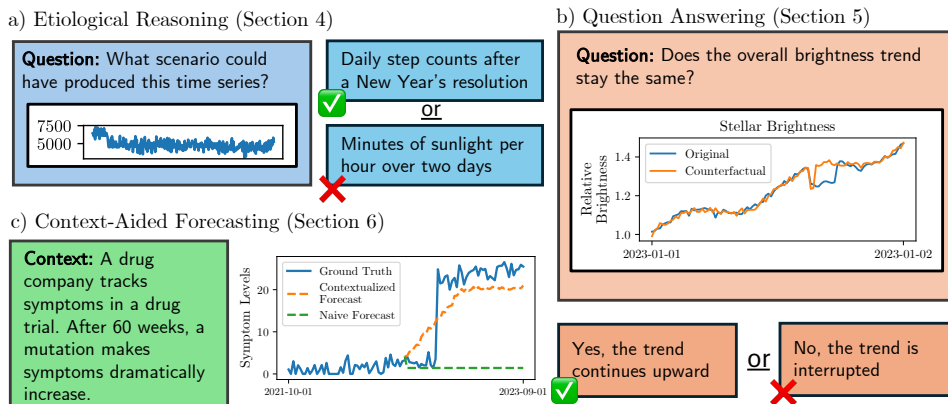 a) Etiological Reasoning (Section 4)
Question: What scenario could
have produced this time series?
7500
5000
Daily step counts after
a New Year's resolution
or
Minutes of sunlight per
hour over two days
b) Question Answering (Section 5)
Question: Does the overall brightness trend
stay the same?
Stellar Brightness
Original
Counterfactual
Relative
Brightness
1.4
1.2
1.0
2023-01-01
2023-01-02
Yes, the trend
continues upward
or
No, the trend is
interrupted
c) Context-Aided Forecasting (Section 6)
Context: A drug
company tracks
symptoms in a drug
trial. After 60 weeks, a
mutation makes
symptoms dramatically
increase.
Symptom Levels
20
10
0
Ground Truth
Contextualized
Forecast
Naive Forecast
2021-10-01
2023-09-01